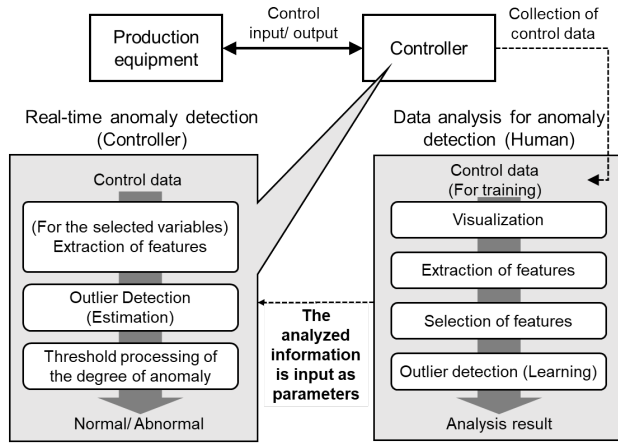 Production
equipment
Control
input/ output
Controller
Collection of
control data
Real-time anomaly detection
(Controller)
Control data
(For the selected variables)
Extraction of features
Outlier Detection
(Estimation)
Threshold processing of
the degree of anomaly
Normal/ Abnormal
The
analyzed
information
is input as
parameters
Data analysis for anomaly
detection (Human)
Control data
(For training)
Visualization
Extraction of features
Selection of features
Outlier detection (Learning)
Analysis result